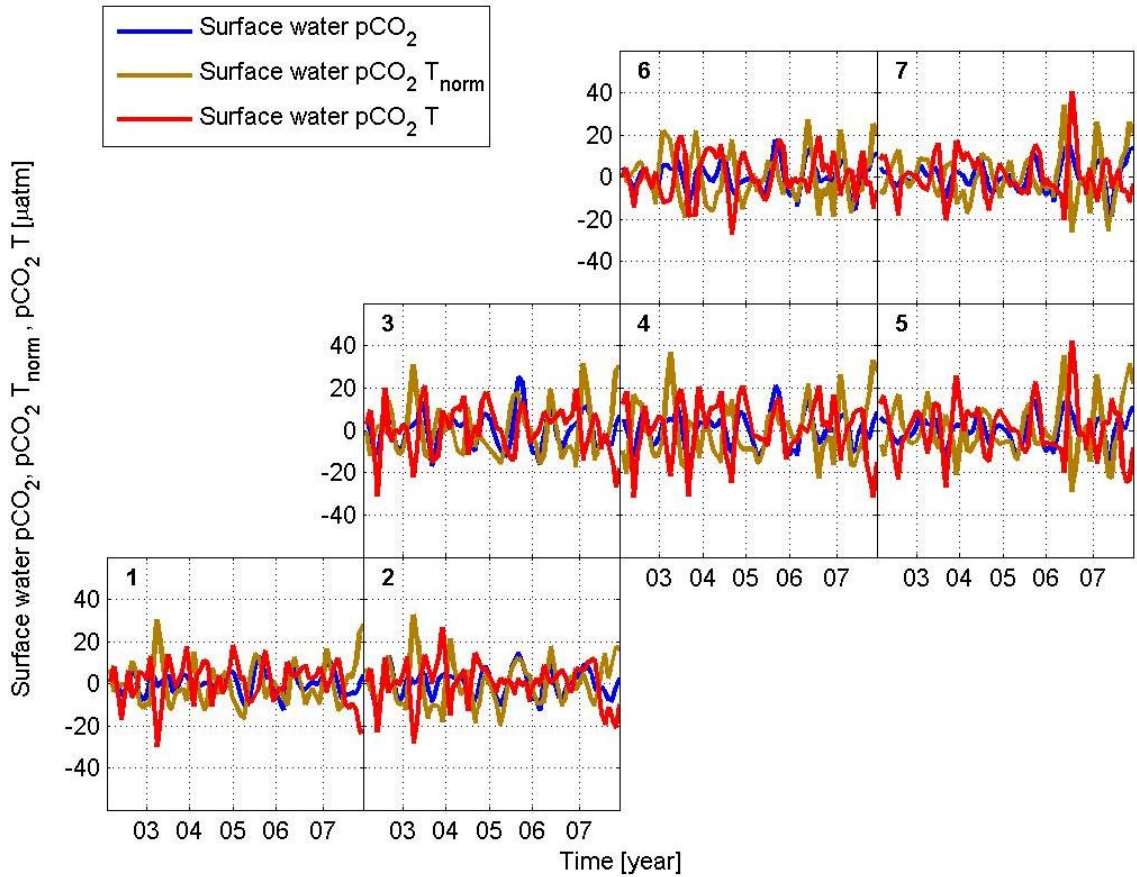 Surface water pCO₂
Surface water pCO₂ T_norm
Surface water pCO₂ T
Surface water pCO₂, pCO₂ T_norm, pCO₂ T [µatm]
6
7
40
20
0
-20
-40
3
4
5
40
20
0
-20
-40
03 04 05 06 07
03 04 05 06 07
1
2
40
20
0
-20
-40
03 04 05 06 07
03 04 05 06 07
Time [year]